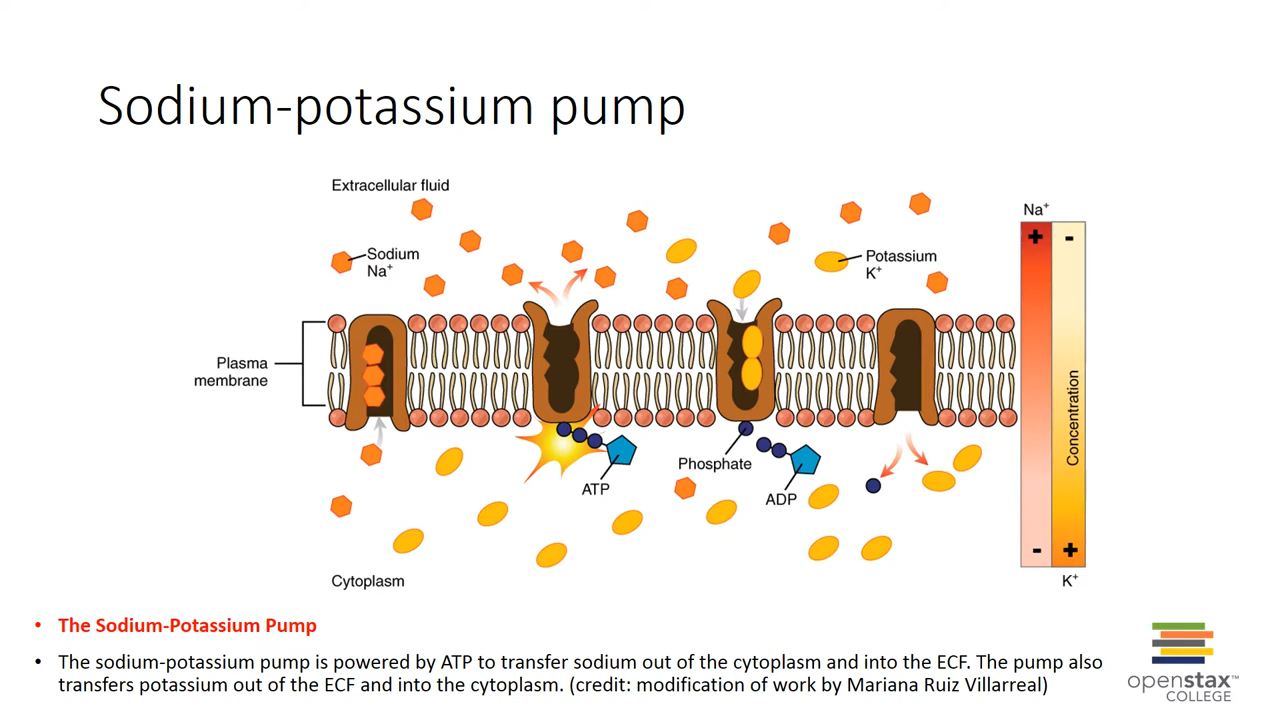 Sodium-potassium pump
Extracellular fluid
Na⁺
+ -
Sodium
Na⁺
Potassium
K⁺
Plasma
membrane
Concentration
Phosphate
ATP
ADP
- +
Cytoplasm
K⁺
• The Sodium-Potassium Pump
• The sodium-potassium pump is powered by ATP to transfer sodium out of the cytoplasm and into the ECF. The pump also
transfers potassium out of the ECF and into the cytoplasm. (credit: modification of work by Mariana Ruiz Villarreal)
openstax™
COLLEGE